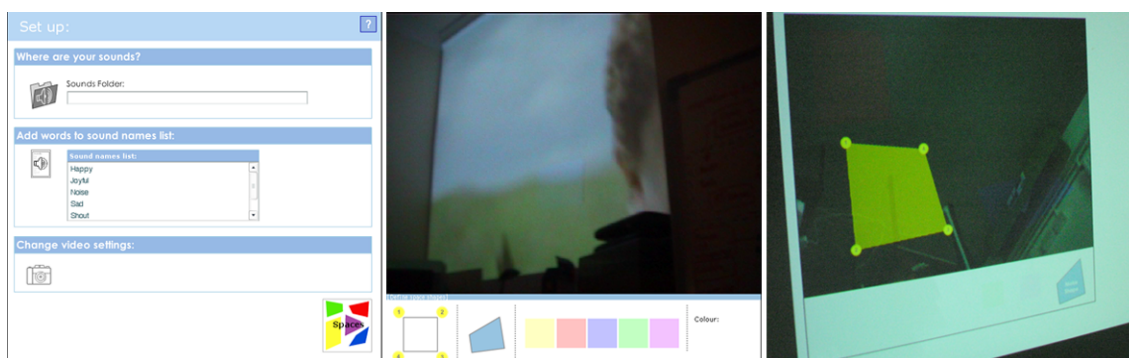 Set up:
?
Where are your sounds?
Sounds Folder:
Add words to sound names list:
Sound names list:
Happy
Joyful
Noise
Sad
Shout
Change video settings:
Spaces
1
2
Colour: